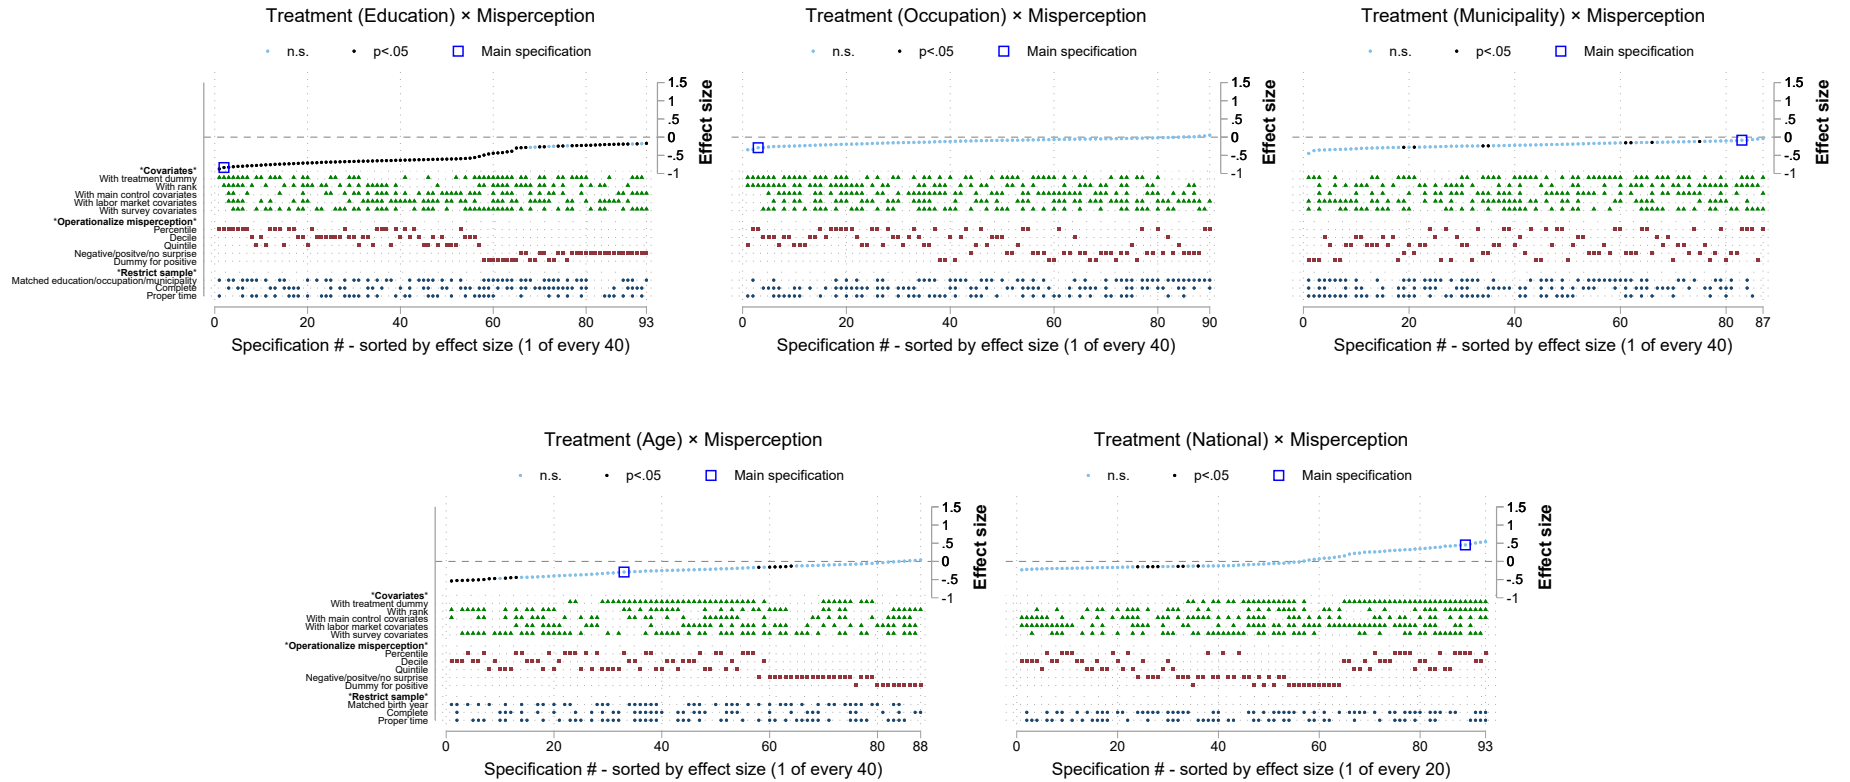 Treatment (Education) × Misperception
n.s. p<.05 Main specification
1.5
1
.5
0
-.5
-1
Effect size
*Covariates*
With treatment dummy
With rank
With main control covariates
With labor market covariates
With survey covariates
*Operationalize misperception*
Percentile
Decile
Quintile
Negative/positve/no surprise
Dummy for positive
*Restrict sample*
Matched education/occupation/municipality
Complete
Proper time
0 20 40 60 80 93
Specification # - sorted by effect size (1 of every 40)
Treatment (Occupation) × Misperception
n.s. p<.05 Main specification
1.5
1
.5
0
-.5
-1
Effect size
0 20 40 60 80 90
Specification # - sorted by effect size (1 of every 40)
Treatment (Municipality) × Misperception
n.s. p<.05 Main specification
1.5
1
.5
0
-.5
-1
Effect size
0 20 40 60 80 87
Specification # - sorted by effect size (1 of every 40)
Treatment (Age) × Misperception
n.s. p<.05 Main specification
1.5
1
.5
0
-.5
-1
Effect size
*Covariates*
With treatment dummy
With rank
With main control covariates
With labor market covariates
With survey covariates
*Operationalize misperception*
Percentile
Decile
Quintile
Negative/positve/no surprise
Dummy for positive
*Restrict sample*
Matched birth year
Complete
Proper time
0 20 40 60 80 88
Specification # - sorted by effect size (1 of every 40)
Treatment (National) × Misperception
n.s. p<.05 Main specification
1.5
1
.5
0
-.5
-1
Effect size
0 20 40 60 80 93
Specification # - sorted by effect size (1 of every 20)